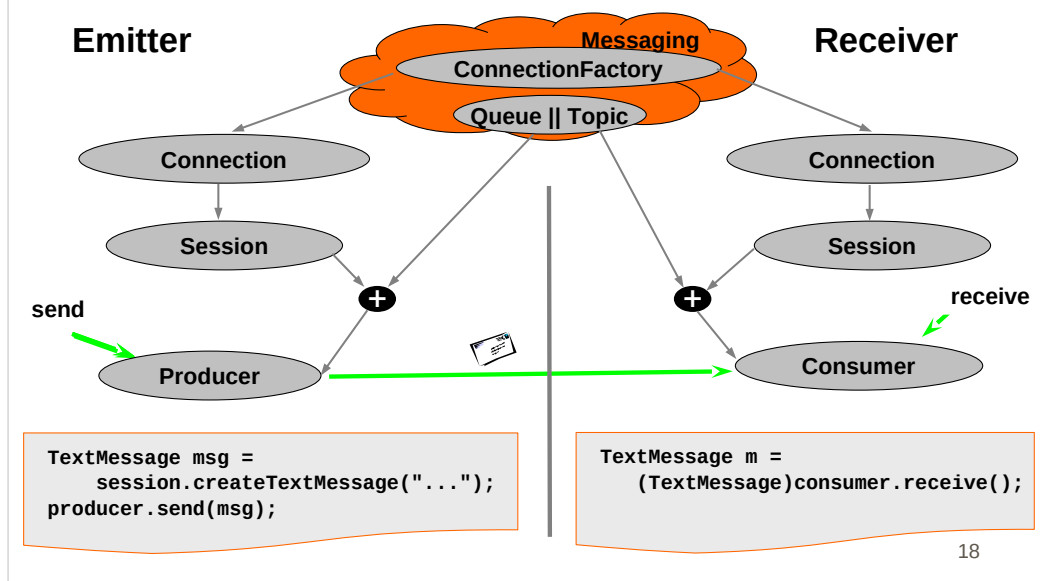 Emitter
Messaging
Receiver
ConnectionFactory
Queue || Topic
Connection
Connection
Session
Session
+
+
send
receive
Producer
Consumer
TextMessage msg =
session.createTextMessage("...");
producer.send(msg);
TextMessage m =
(TextMessage)consumer.receive();
18